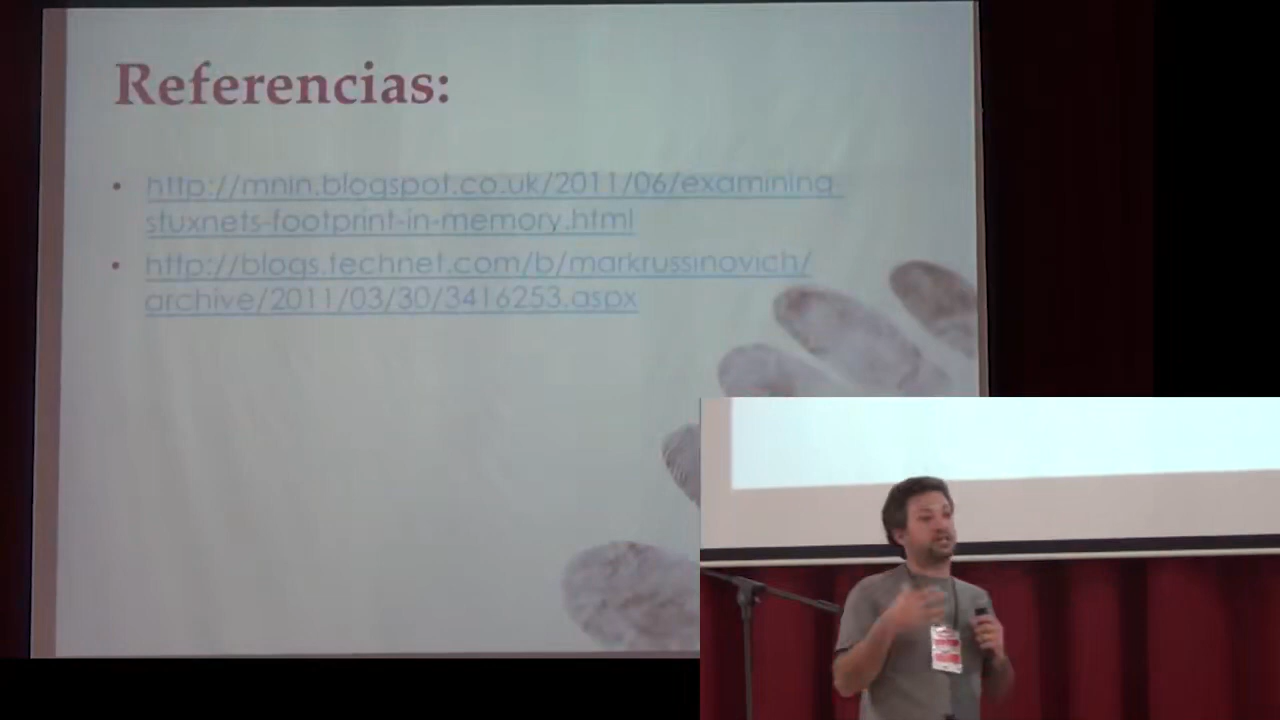 Referencias:
• http://mnin.blogspot.co.uk/2011/06/examining-
stuxnets-footprint-in-memory.html
• http://blogs.technet.com/b/markrussinovich/
archive/2011/03/30/3416253.aspx